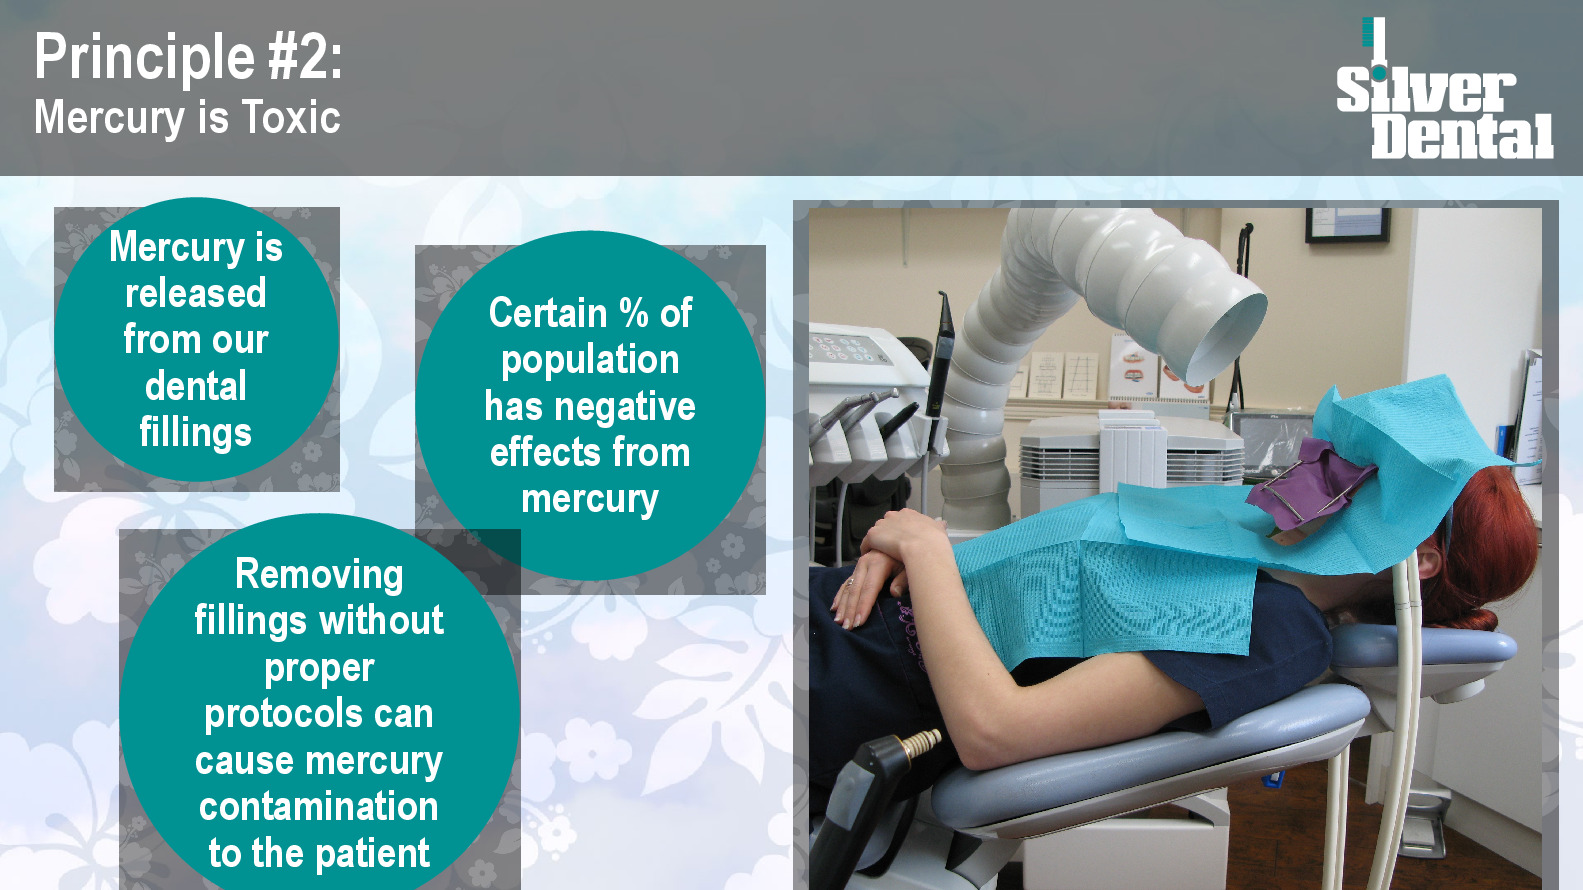 Principle #2:
Mercury is Toxic
Silver
Dental
Mercury is
released
from our
dental
fillings
Certain % of
population
has negative
effects from
mercury
Removing
fillings without
proper
protocols can
cause mercury
contamination
to the patient